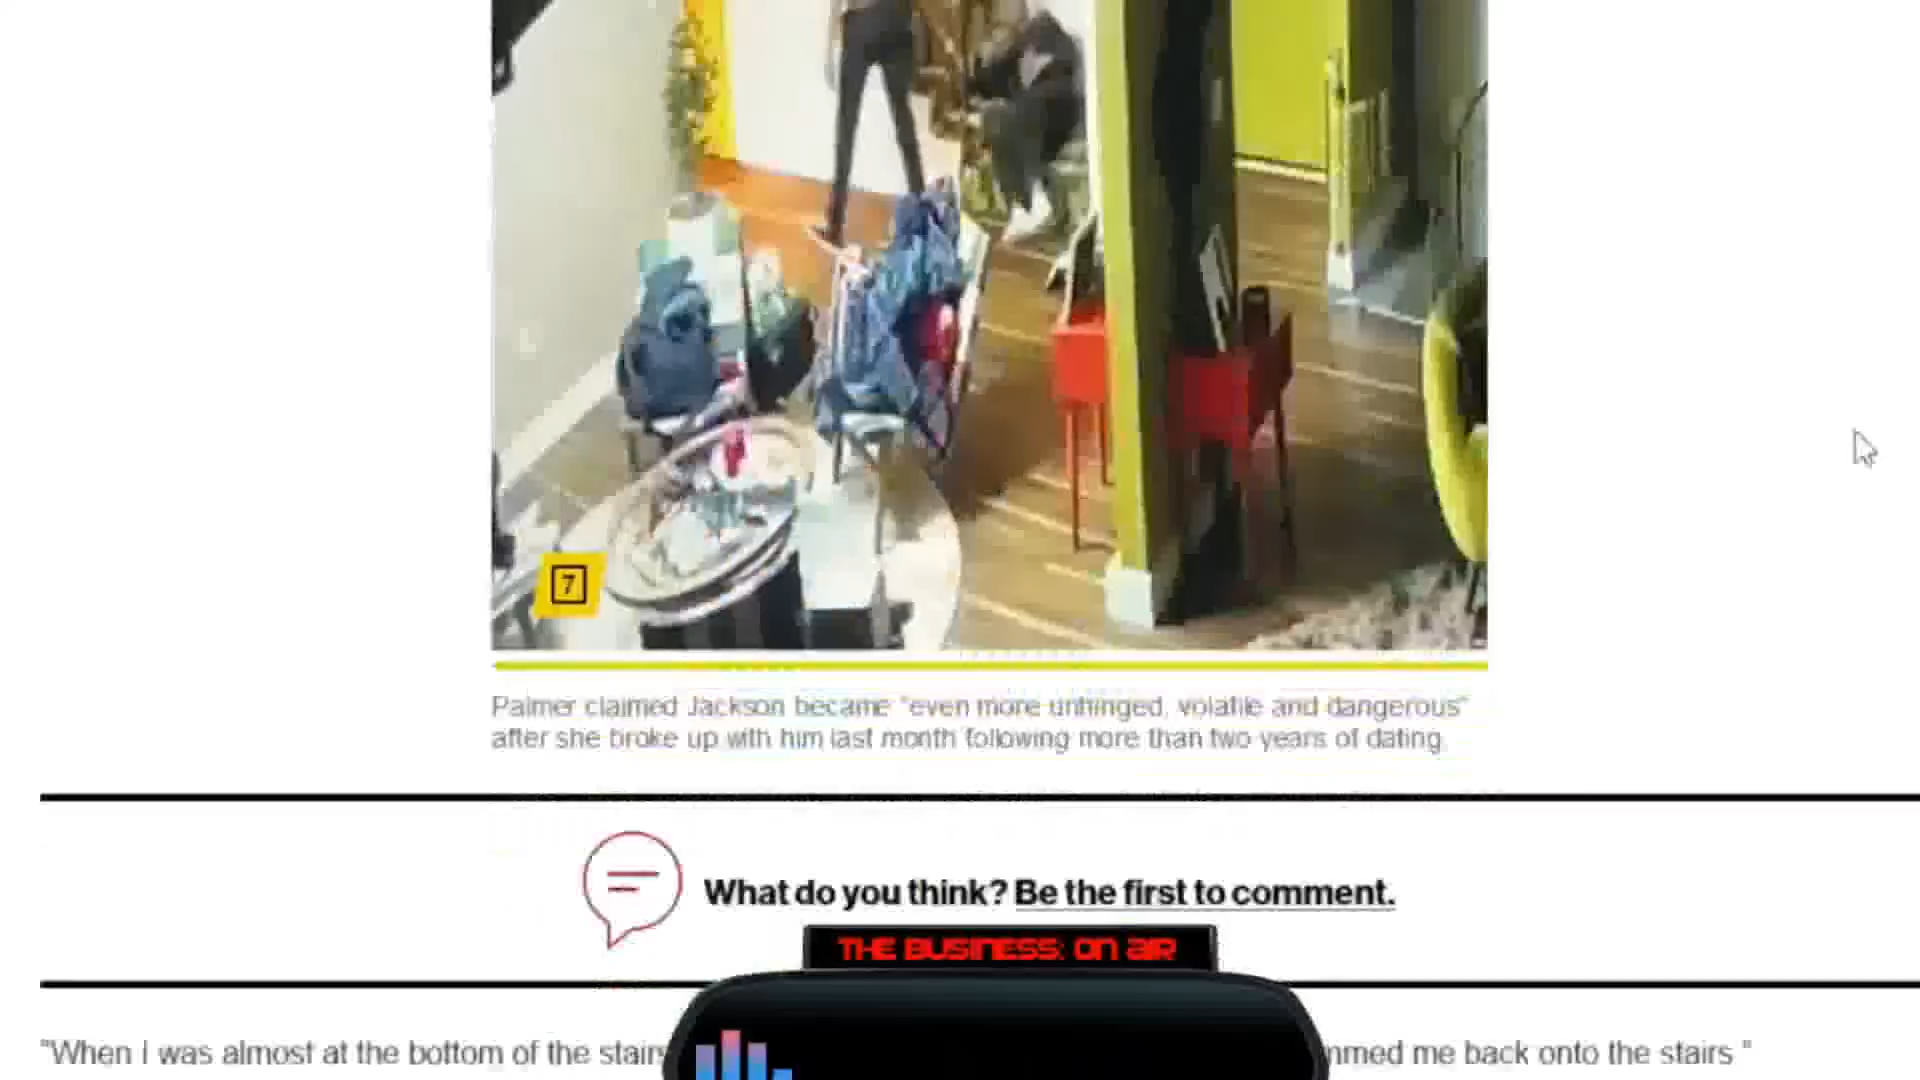 7
Palmer claimed Jackson became "even more unhinged, volatile and dangerous"
after she broke up with him last month following more than two years of dating.
What do you think? Be the first to comment.
THE BUSINESS: ON AIR
"When I was almost at the bottom of the stairs
mmed me back onto the stairs "